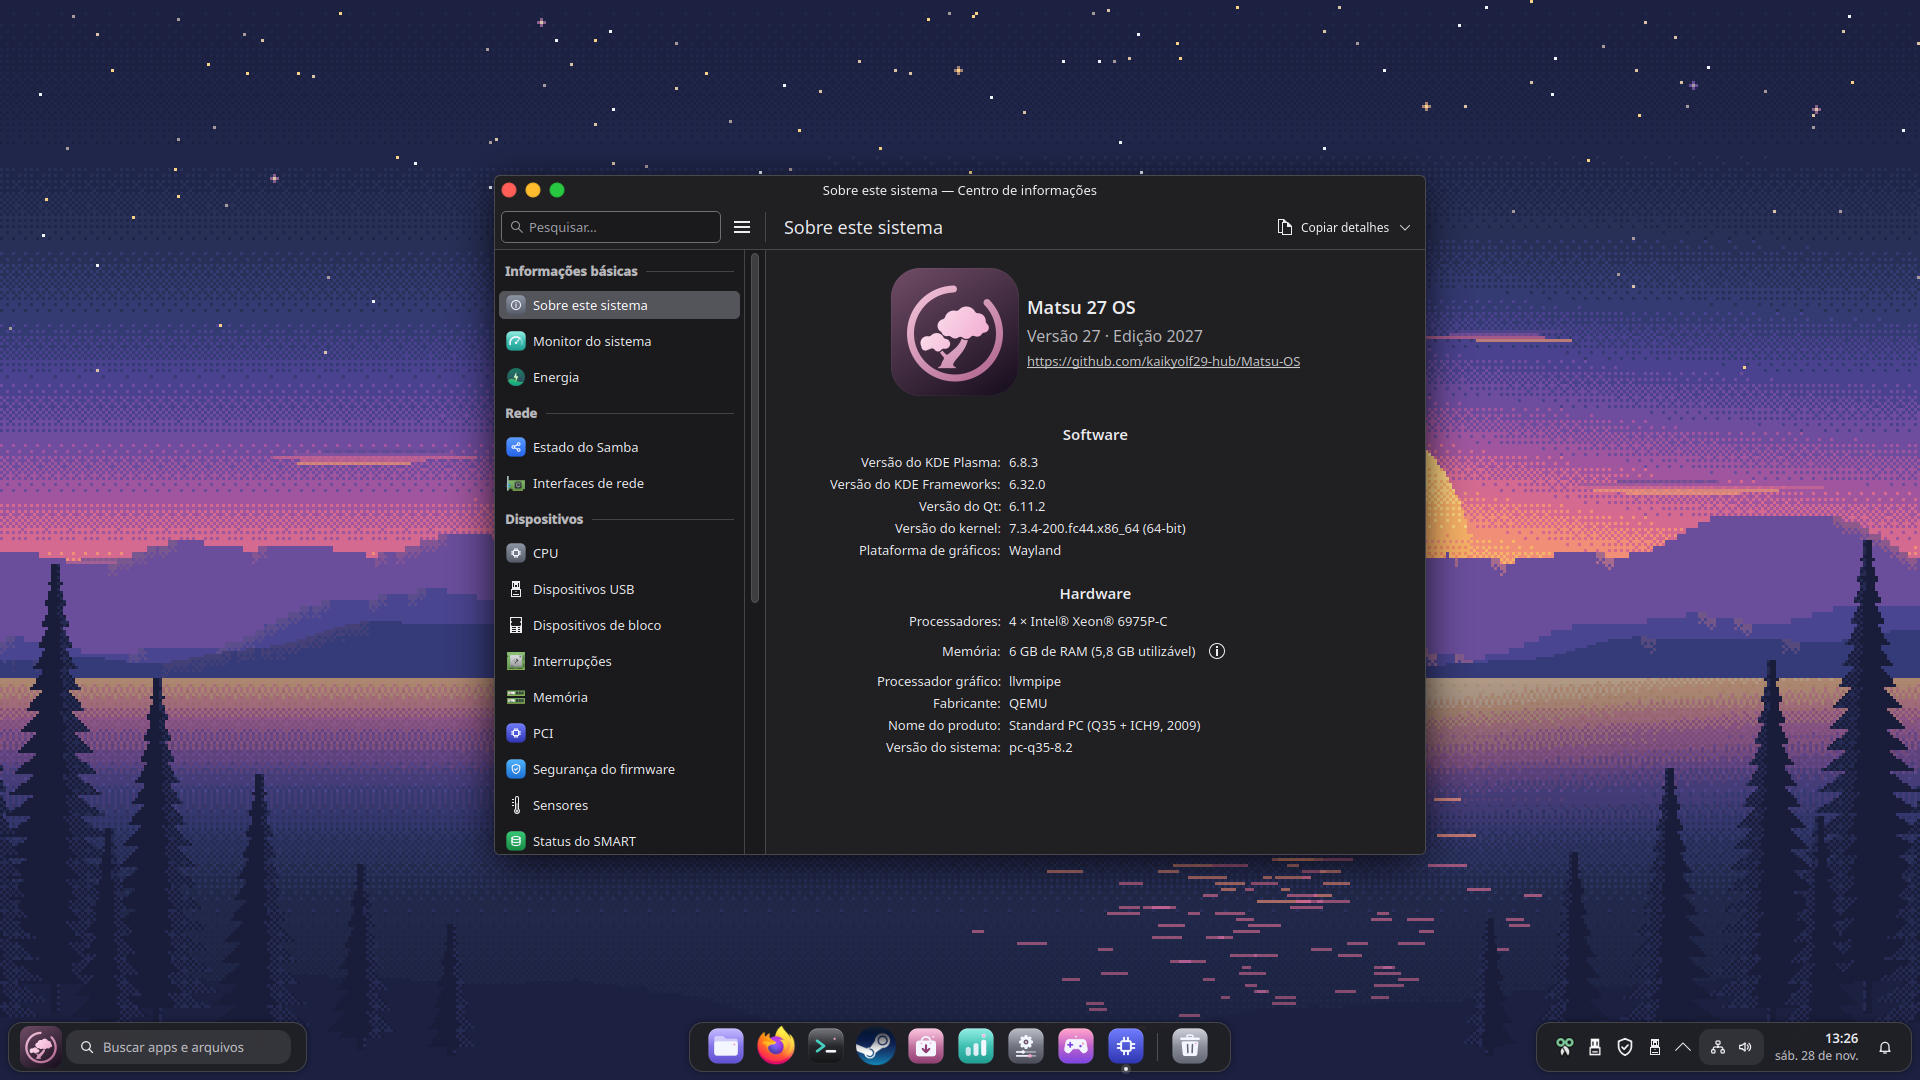 Sobre este sistema — Centro de informações
Pesquisar...
Sobre este sistema
Copiar detalhes
Informações básicas
Sobre este sistema
Monitor do sistema
Energia
Rede
Estado do Samba
Interfaces de rede
Dispositivos
CPU
Dispositivos USB
Dispositivos de bloco
Interrupções
Memória
PCI
Segurança do firmware
Sensores
Status do SMART
Matsu 27 OS
Versão 27 · Edição 2027
https://github.com/kaikyolf29-hub/Matsu-OS
Software
Versão do KDE Plasma: 6.8.3
Versão do KDE Frameworks: 6.32.0
Versão do Qt: 6.11.2
Versão do kernel: 7.3.4-200.fc44.x86_64 (64-bit)
Plataforma de gráficos: Wayland
Hardware
Processadores: 4 × Intel® Xeon® 6975P-C
Memória: 6 GB de RAM (5,8 GB utilizável)
Processador gráfico: llvmpipe
Fabricante: QEMU
Nome do produto: Standard PC (Q35 + ICH9, 2009)
Versão do sistema: pc-q35-8.2
Buscar apps e arquivos
13:26
sáb. 28 de nov.